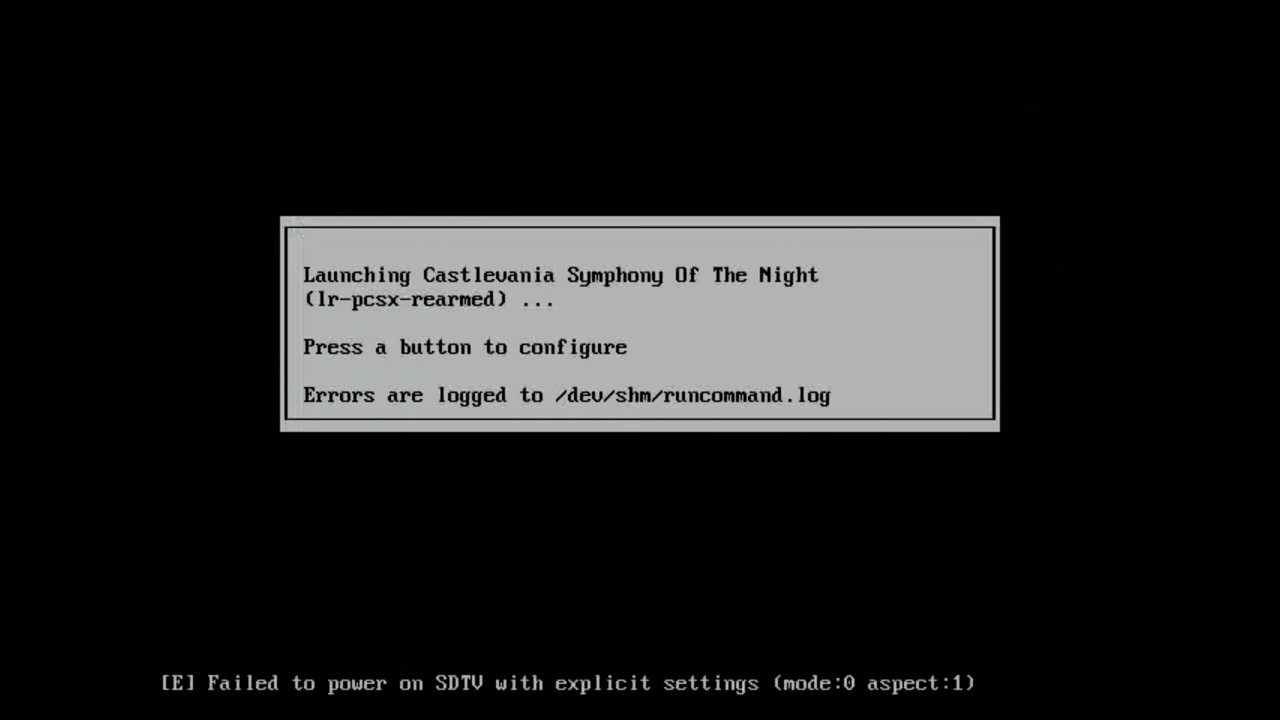 Launching Castlevania Symphony Of The Night
(lr-pcsx-rearmed) ...
Press a button to configure
Errors are logged to /dev/shm/runcommand.log
[E] Failed to power on SDTV with explicit settings (mode:0 aspect:1)